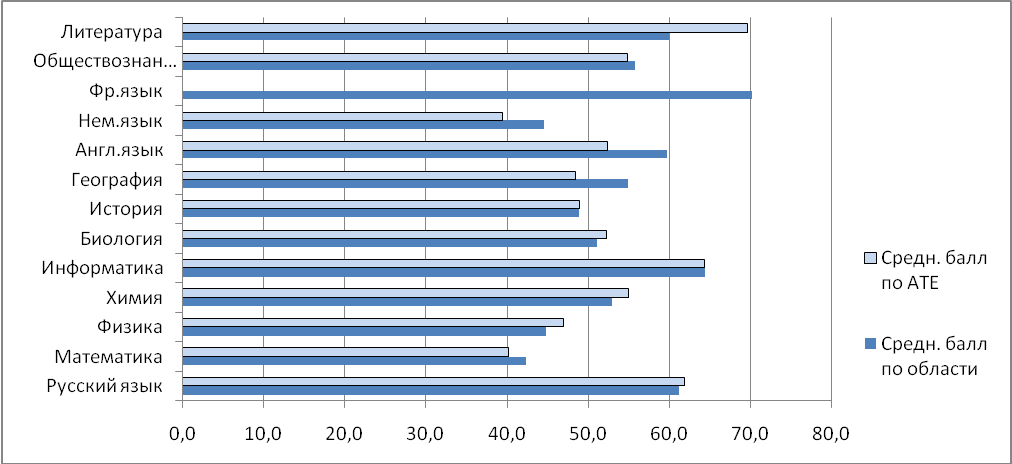 Литература
Обществознан...
Фр.язык
Нем.язык
Англ.язык
География
История
Биология
Информатика
Химия
Физика
Математика
Русский язык
0,0 10,0 20,0 30,0 40,0 50,0 60,0 70,0 80,0
Средн. балл
по АТЕ
Средн. балл
по области